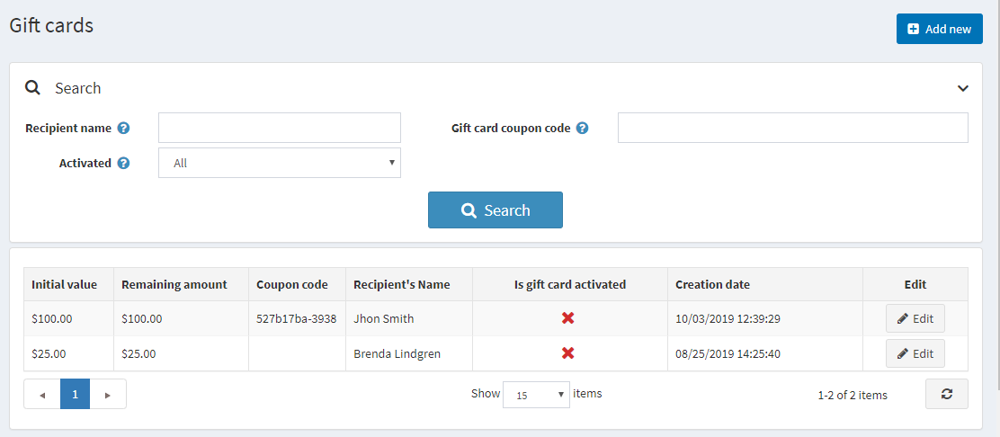 Gift cards
Add new
Search
Recipient name
Gift card coupon code
Activated
All
Search
Initial value Remaining amount Coupon code Recipient's Name Is gift card activated Creation date Edit
$100.00 $100.00 527b17ba-3938 Jhon Smith 10/03/2019 12:39:29 Edit
$25.00 $25.00 Brenda Lindgren 08/25/2019 14:25:40 Edit
1 Show 15 items 1-2 of 2 items